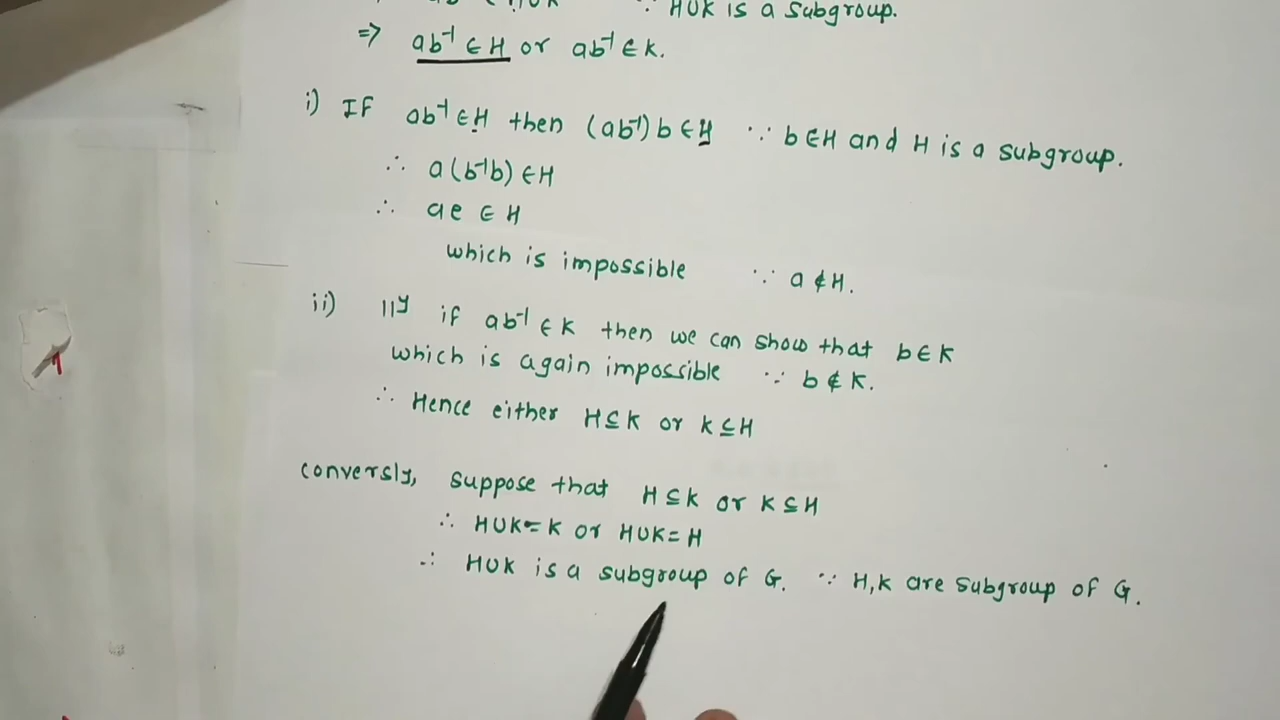 ∵ HUK is a subgroup.
⇒ ab⁻¹ ∈ H or ab⁻¹ ∈ K.
i) If ab⁻¹ ∈ H then (ab⁻¹) b ∈ H ∵ b ∈ H and H is a subgroup.
∴ a(b⁻¹b) ∈ H
∴ ae ∈ H
which is impossible ∵ a ∉ H.
ii) ||ly if ab⁻¹ ∈ K then we can show that b ∈ K
which is again impossible ∵ b ∉ K.
∴ Hence either H ⊆ K or K ⊆ H
conversly, suppose that H ⊆ K or K ⊆ H
∴ HUK = K or HUK = H
∴ HUK is a subgroup of G. ∵ H,K are subgroup of G.